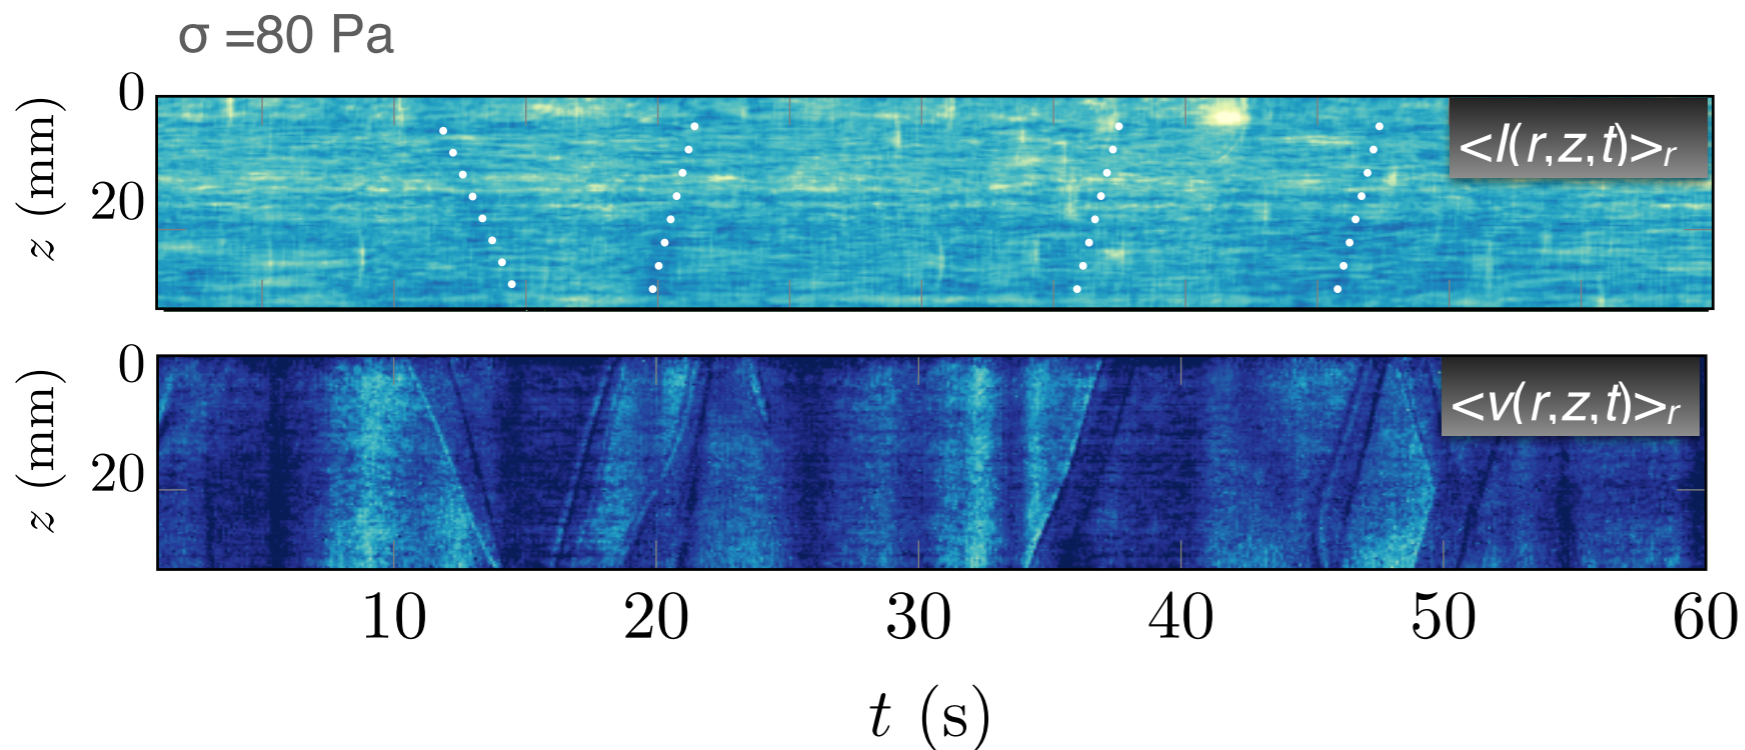 σ =80 Pa
0
20
z (mm)
<I(r,z,t)>r
0
20
z (mm)
<v(r,z,t)>r
10 20 30 40 50 60
t (s)